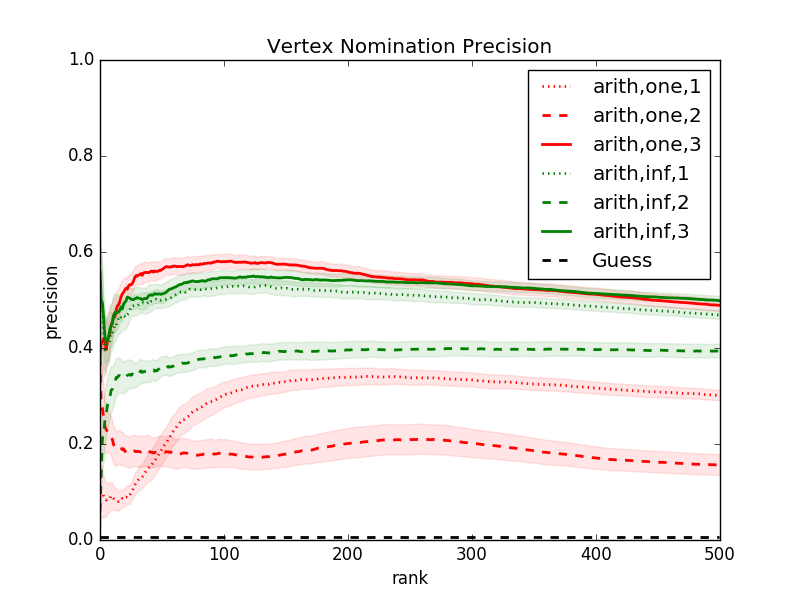 Vertex Nomination Precision
1.0
0.8
0.6
0.4
0.2
0.0
precision
arith,one,1
arith,one,2
arith,one,3
arith,inf,1
arith,inf,2
arith,inf,3
Guess
0 100 200 300 400 500
rank